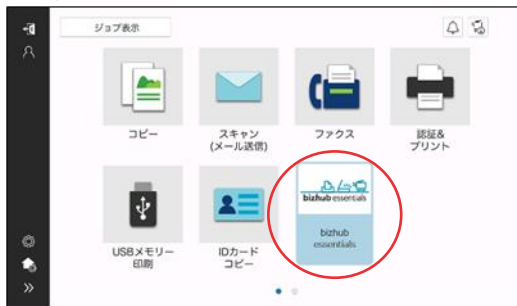 ジョブ表示
コピー
スキャン
(メール送信)
ファクス
認証&
プリント
USBメモリー
印刷
IDカード
コピー
bizhub essentials
bizhub
essentials